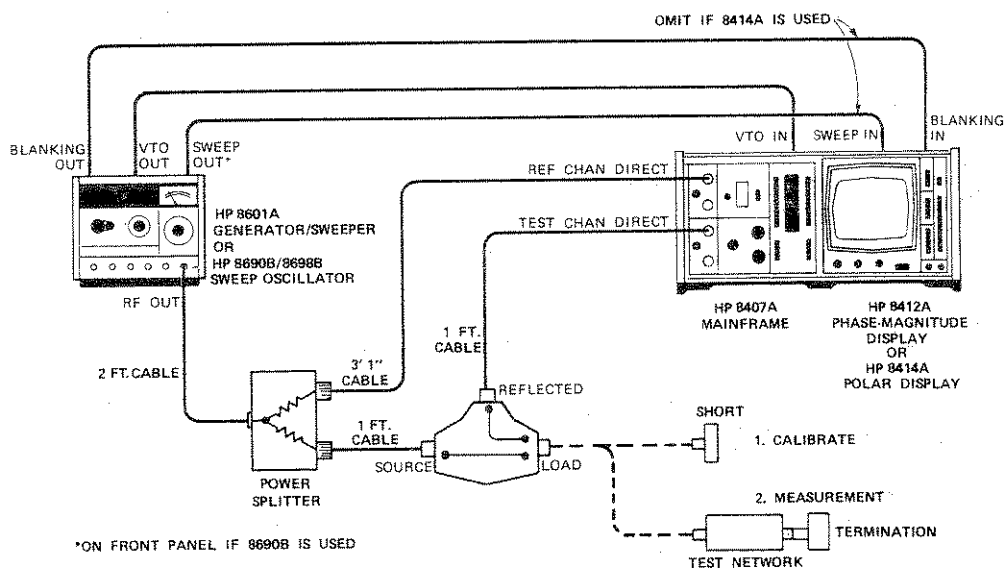 OMIT IF 8414A IS USED
BLANKING
OUT
VTO
OUT
SWEEP
OUT*
VTO IN
SWEEP IN
BLANKING
IN
REF CHAN DIRECT
TEST CHAN DIRECT
HP 8601A
GENERATOR/SWEEPER
OR
HP 8690B/8698B
SWEEP OSCILLATOR
RF OUT
HP 8407A
MAINFRAME
HP 8412A
PHASE-MAGNITUDE
DISPLAY
OR
HP 8414A
POLAR DISPLAY
1 FT.
CABLE
2 FT. CABLE
3' 1"
CABLE
REFLECTED
1 FT.
CABLE
SOURCE
LOAD
POWER
SPLITTER
SHORT
1. CALIBRATE
2. MEASUREMENT
TERMINATION
TEST NETWORK
*ON FRONT PANEL IF 8690B IS USED